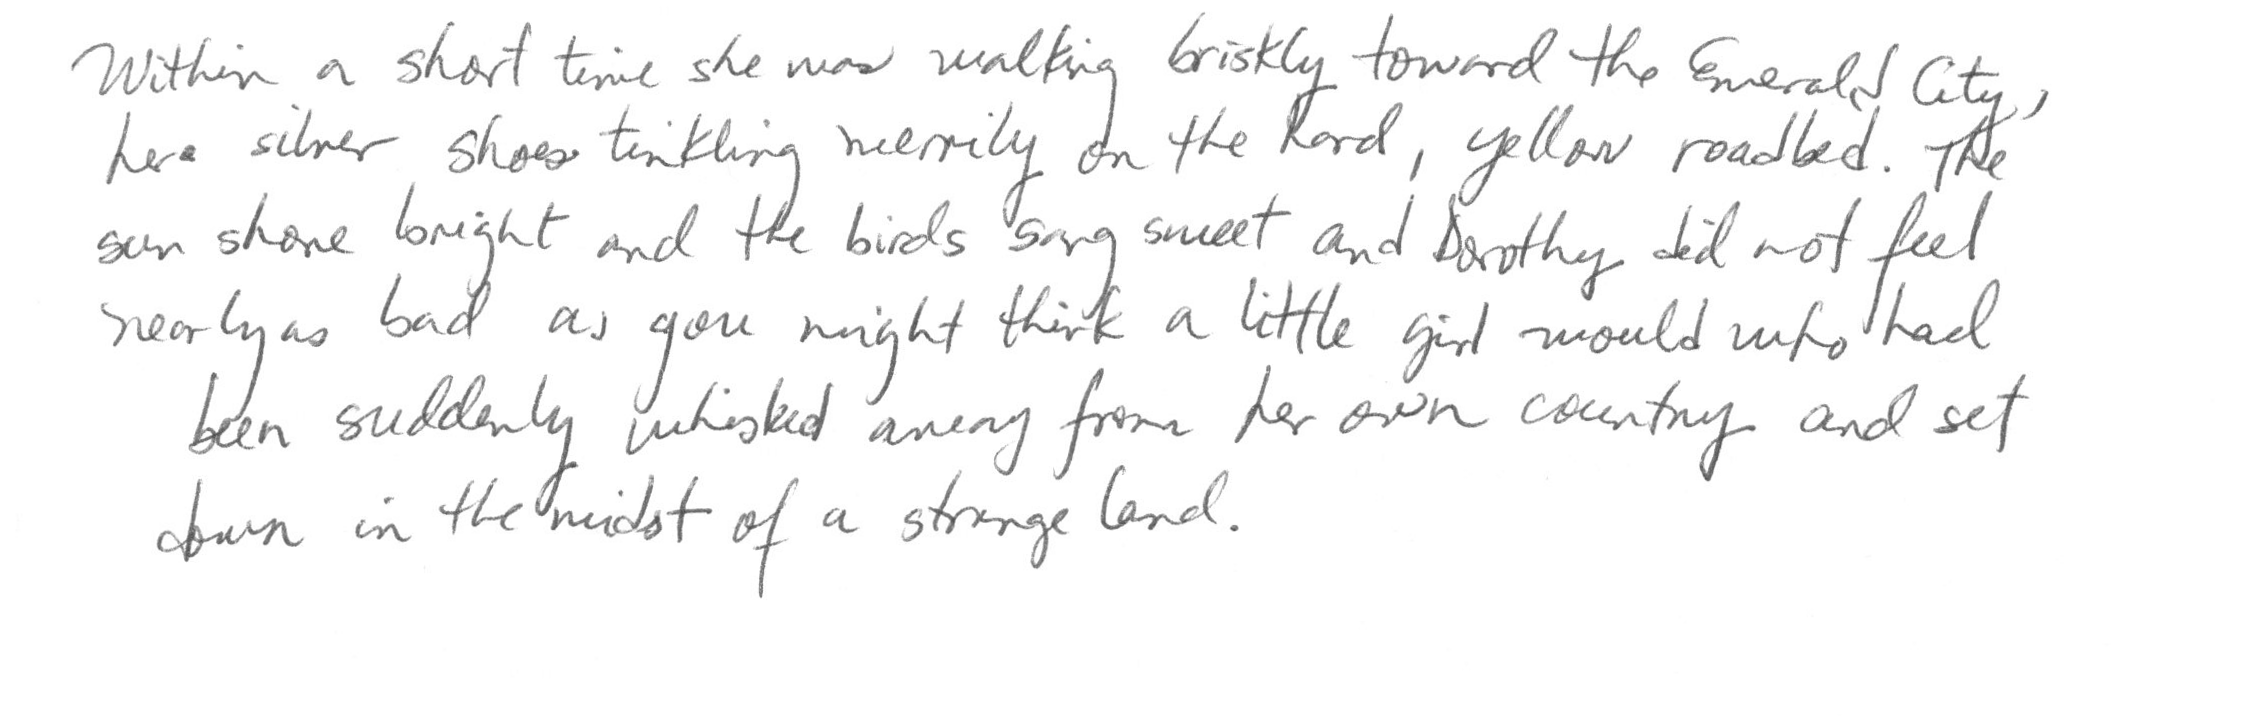 Within a short time she was walking briskly toward the Emerald City,
her silver shoes tinkling merrily on the hard, yellow roadbed. The
sun shone bright and the birds sang sweet and Dorothy did not feel
nearly as bad as you might think a little girl would who had
been suddenly whisked away from her own country and set
down in the midst of a strange land.